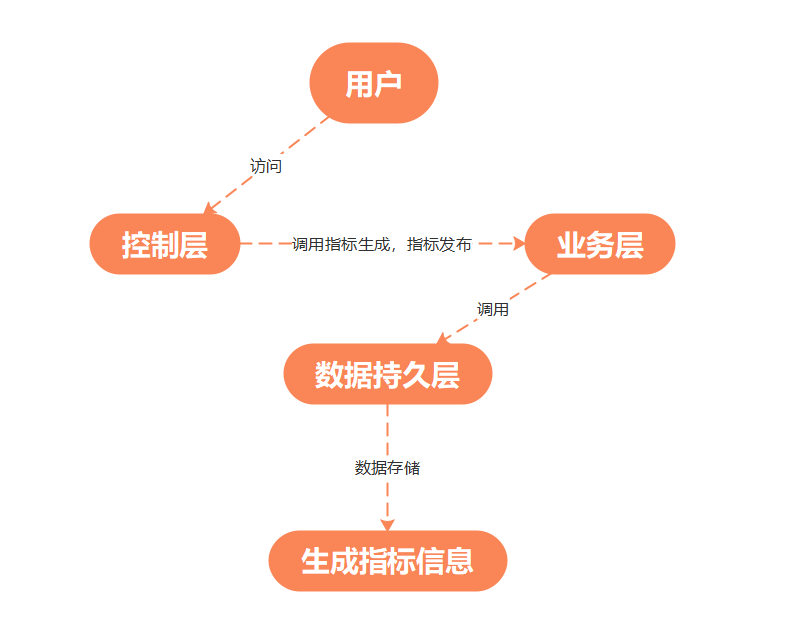 用户
访问
控制层
调用指标生成，指标发布
业务层
调用
数据持久层
数据存储
生成指标信息